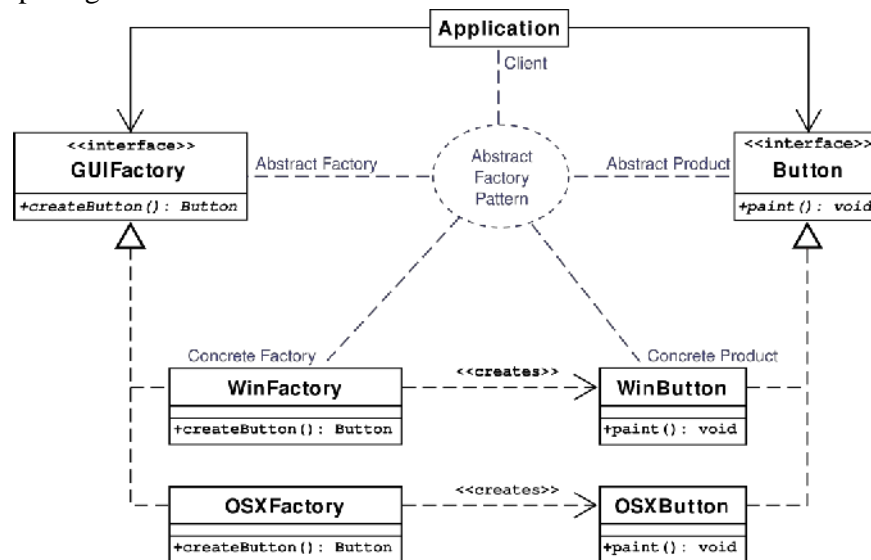 Application
Client
<<interface>>
GUIFactory
+createButton(): Button
Abstract Factory
Abstract
Factory
Pattern
Abstract Product
<<interface>>
Button
+paint(): void
Concrete Factory
WinFactory
+createButton(): Button
<<creates>>
Concrete Product
WinButton
+paint(): void
OSXFactory
+createButton(): Button
<<creates>>
OSXButton
+paint(): void